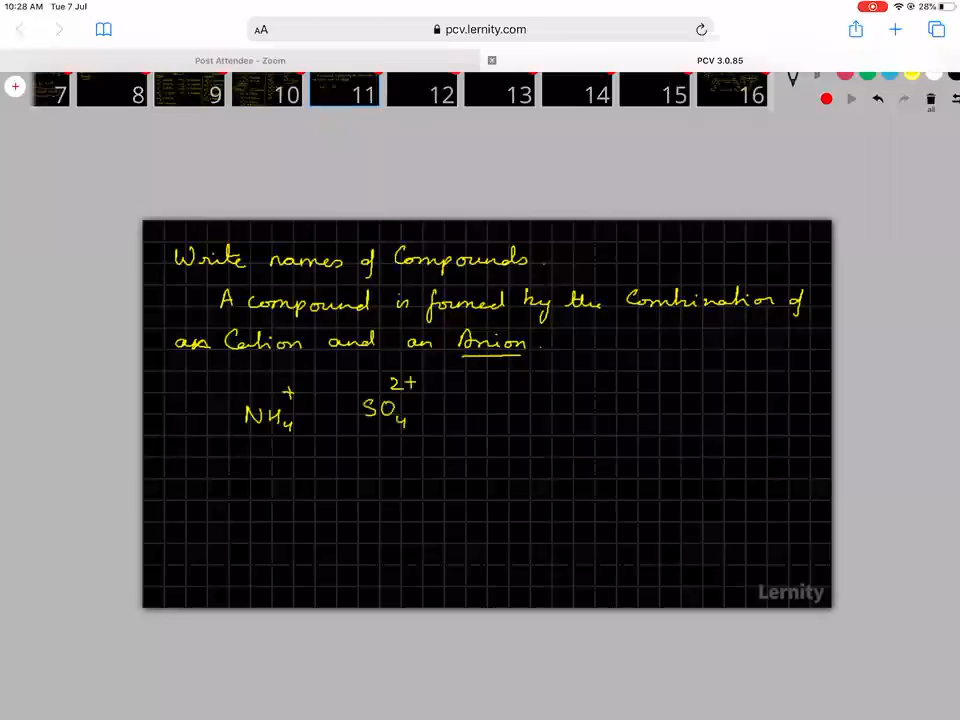 10:28 AM Tue 7 Jul
28%
AA
pcv.lernity.com
Post Attendee - Zoom
PCV 3.0.85
7 8 9 10 11 12 13 14 15 16
all
Write names of Compounds.
A compound is formed by the Combination of
an Cation and an Anion.
NH₄⁺ SO₄²⁺
Lernity